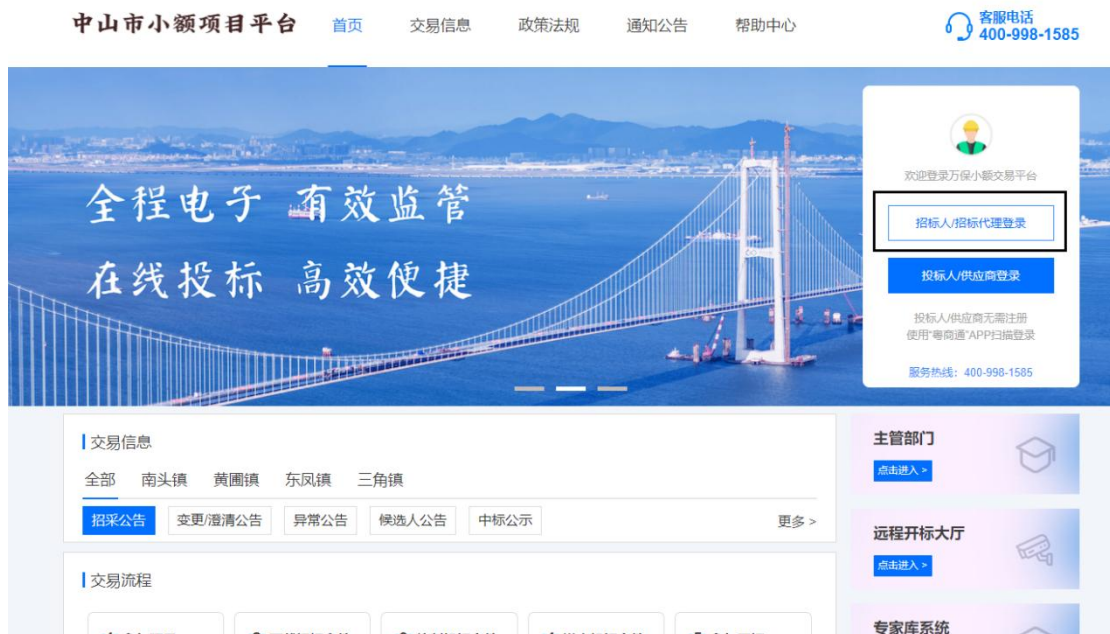 中山市小额项目平台
首页
交易信息
政策法规
通知公告
帮助中心
客服电话
400-998-1585
全程电子 有效监管
在线投标 高效便捷
欢迎登录万保小额交易平台
招标人/招标代理登录
投标人/供应商登录
投标人/供应商无需注册
使用“粤商通”APP扫描登录
服务热线：400-998-1585
交易信息
全部 南头镇 黄圃镇 东凤镇 三角镇
招采公告 变更/澄清公告 异常公告 候选人公告 中标公示 更多 >
交易流程
主管部门
点击进入 >
远程开标大厅
点击进入 >
专家库系统